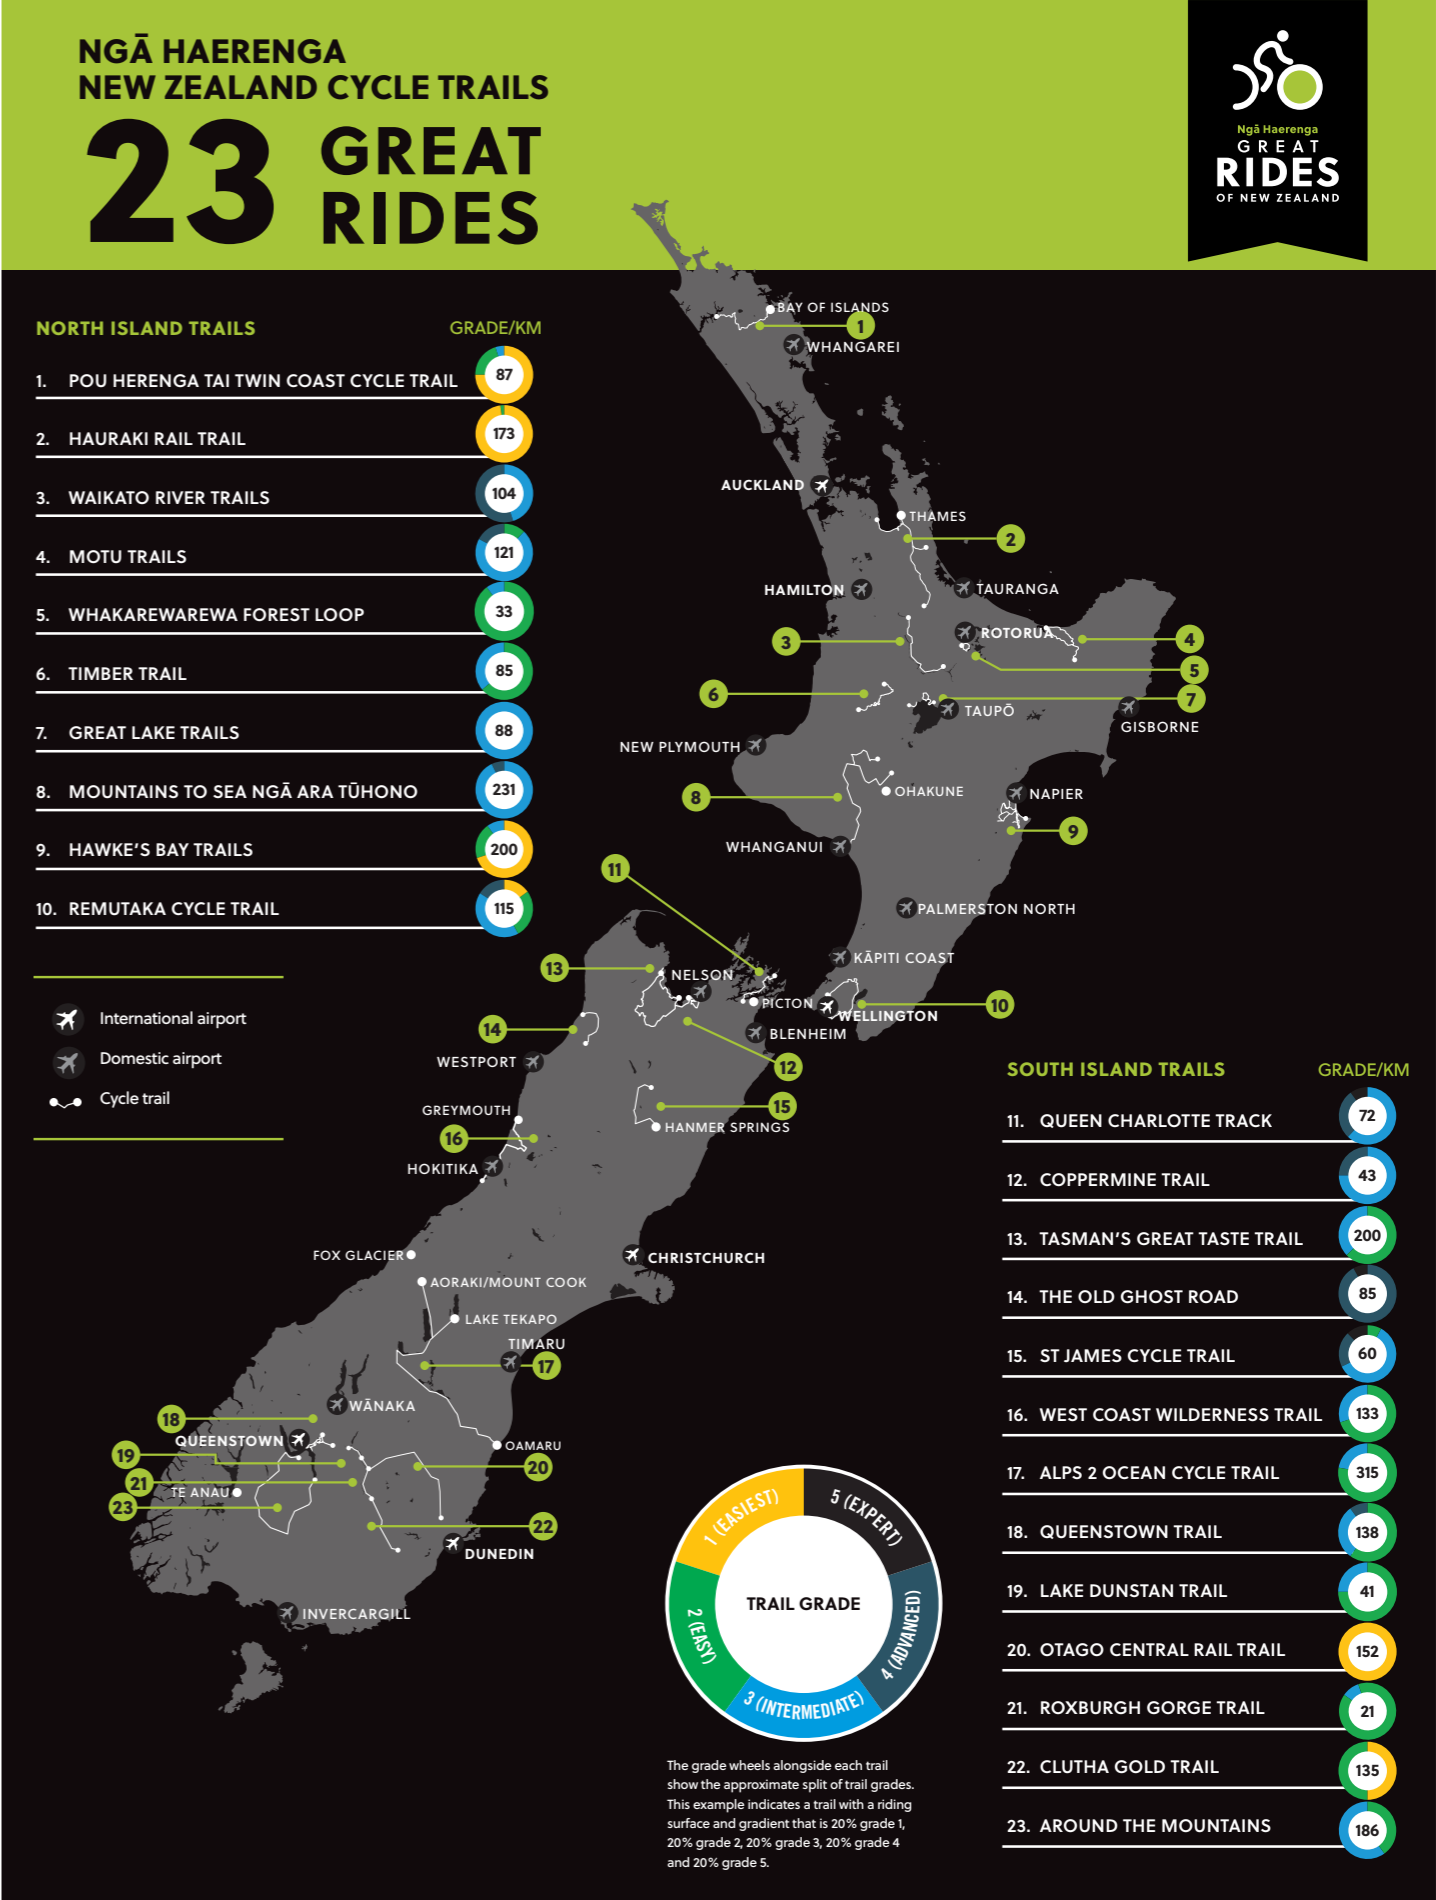 NGĀ HAERENGA
NEW ZEALAND CYCLE TRAILS
23 GREAT
RIDES
Ngā Haerenga
GREAT
RIDES
OF NEW ZEALAND
NORTH ISLAND TRAILS GRADE/KM
1. POU HERENGA TAI TWIN COAST CYCLE TRAIL 87
2. HAURAKI RAIL TRAIL 173
3. WAIKATO RIVER TRAILS 104
4. MOTU TRAILS 121
5. WHAKAREWAREWA FOREST LOOP 33
6. TIMBER TRAIL 85
7. GREAT LAKE TRAILS 88
8. MOUNTAINS TO SEA NGĀ ARA TŪHONO 231
9. HAWKE'S BAY TRAILS 200
10. REMUTAKA CYCLE TRAIL 115
International airport
Domestic airport
Cycle trail
BAY OF ISLANDS
1
WHANGAREI
AUCKLAND
THAMES
2
HAMILTON
TAURANGA
3
ROTORUA
4
5
6
7
TAUPŌ
GISBORNE
NEW PLYMOUTH
8
OHAKUNE
NAPIER
9
WHANGANUI
11
PALMERSTON NORTH
KĀPITI COAST
13
NELSON
PICTON
10
WELLINGTON
14
BLENHEIM
WESTPORT
12
15
GREYMOUTH
HANMER SPRINGS
16
HOKITIKA
FOX GLACIER
CHRISTCHURCH
AORAKI/MOUNT COOK
LAKE TEKAPO
TIMARU
17
WĀNAKA
18
QUEENSTOWN
OAMARU
19
20
21
TE ANAU
23
22
DUNEDIN
INVERCARGILL
SOUTH ISLAND TRAILS GRADE/KM
11. QUEEN CHARLOTTE TRACK 72
12. COPPERMINE TRAIL 43
13. TASMAN'S GREAT TASTE TRAIL 200
14. THE OLD GHOST ROAD 85
15. ST JAMES CYCLE TRAIL 60
16. WEST COAST WILDERNESS TRAIL 133
17. ALPS 2 OCEAN CYCLE TRAIL 315
18. QUEENSTOWN TRAIL 138
19. LAKE DUNSTAN TRAIL 41
20. OTAGO CENTRAL RAIL TRAIL 152
21. ROXBURGH GORGE TRAIL 21
22. CLUTHA GOLD TRAIL 135
23. AROUND THE MOUNTAINS 186
1 (EASIEST)
5 (EXPERT)
TRAIL GRADE
2 (EASY)
4 (ADVANCED)
3 (INTERMEDIATE)
The grade wheels alongside each trail
show the approximate split of trail grades.
This example indicates a trail with a riding
surface and gradient that is 20% grade 1,
20% grade 2, 20% grade 3, 20% grade 4
and 20% grade 5.